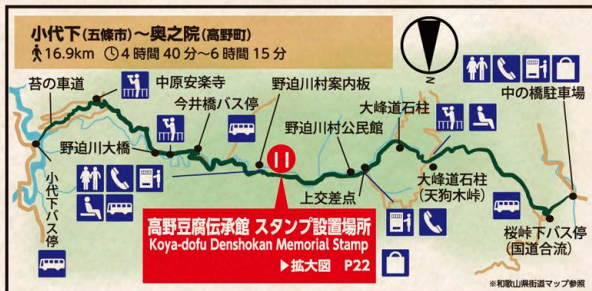 小代下(五條市)～奥之院(高野町)
16.9km 4時間40分～6時間15分
N
苔の車道
中原安楽寺
今井橋バス停
野迫川村案内板
大峰道石柱
中の橋駐車場
野迫川大橋
野迫川村公民館
11
小代下バス停
上交差点
大峰道石柱
(天狗木峠)
高野豆腐伝承館 スタンプ設置場所
Koya-dofu Denshokan Memorial Stamp
▶拡大図 P22
桜峠下バス停
(国道合流)
※和歌山県街道マップ参照